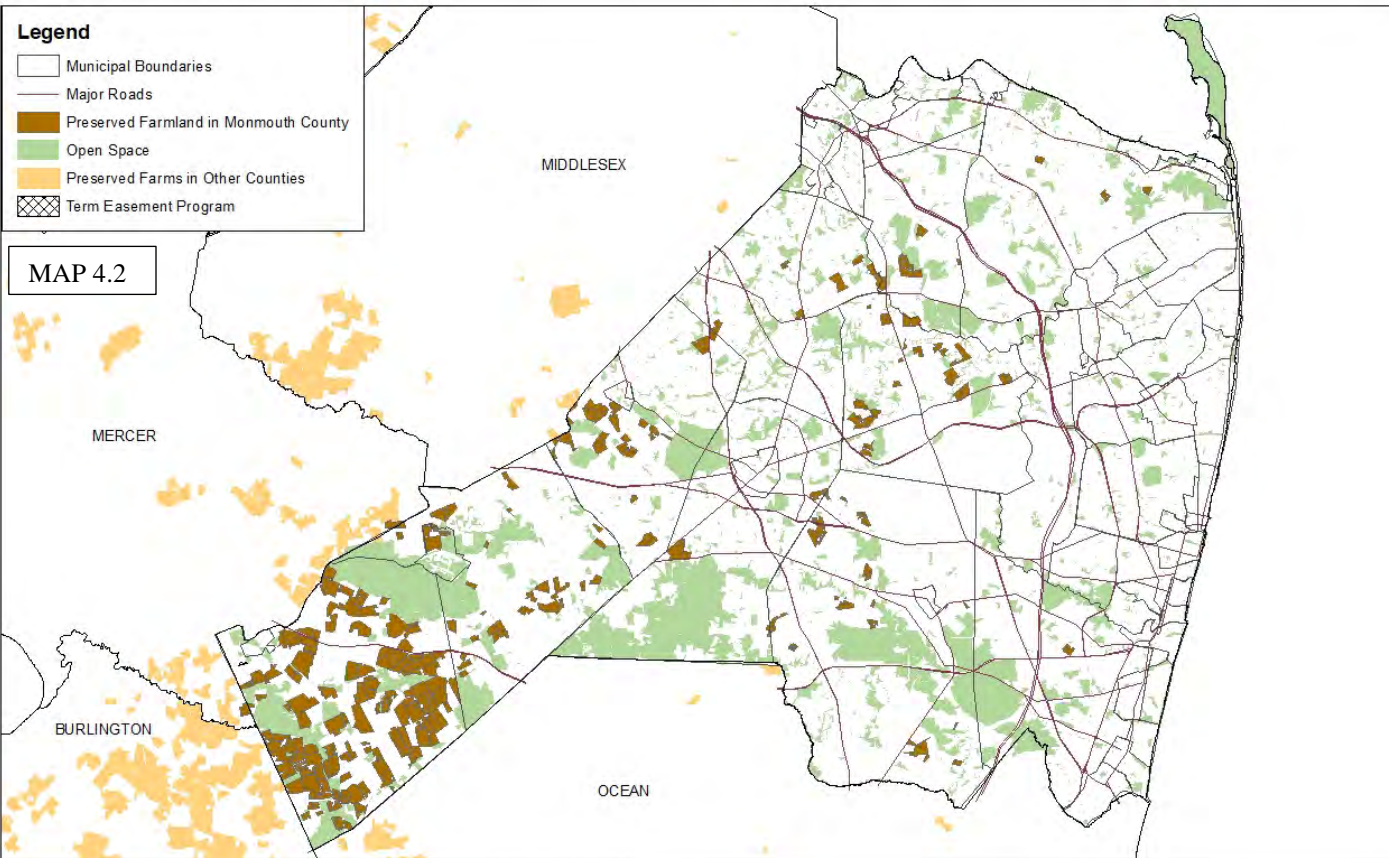 Legend
Municipal Boundaries
Major Roads
Preserved Farmland in Monmouth County
Open Space
Preserved Farms in Other Counties
Term Easement Program
MAP 4.2
MIDDLESEX
MERCER
BURLINGTON
OCEAN